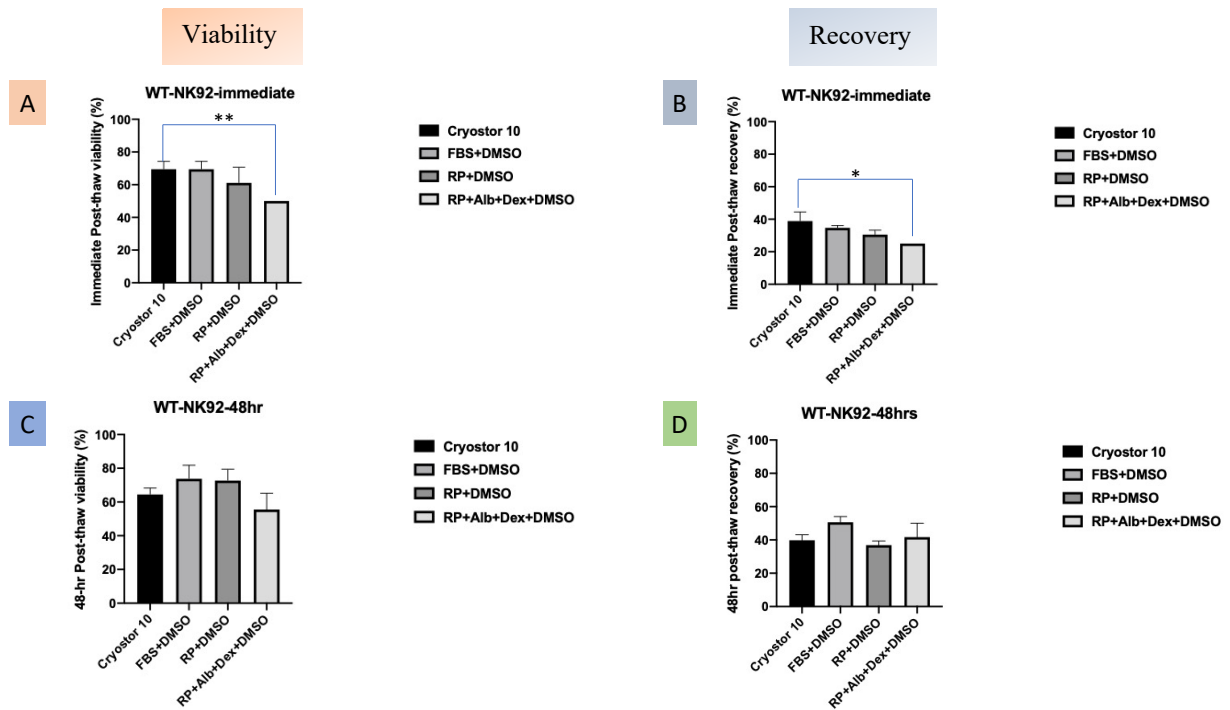 Viability
Recovery
A
WT-NK92-immediate
Immediate Post-thaw viability (%)
100
80
60
40
20
0
**
Cryostor 10
FBS+DMSO
RP+DMSO
RP+Alb+Dex+DMSO
Cryostor 10
FBS+DMSO
RP+DMSO
RP+Alb+Dex+DMSO
B
WT-NK92-immediate
Immediate Post-thaw recovery (%)
100
80
60
40
20
0
*
Cryostor 10
FBS+DMSO
RP+DMSO
RP+Alb+Dex+DMSO
Cryostor 10
FBS+DMSO
RP+DMSO
RP+Alb+Dex+DMSO
C
WT-NK92-48hr
48-hr Post-thaw viability (%)
100
80
60
40
20
0
Cryostor 10
FBS+DMSO
RP+DMSO
RP+Alb+Dex+DMSO
Cryostor 10
FBS+DMSO
RP+DMSO
RP+Alb+Dex+DMSO
D
WT-NK92-48hrs
48hr post-thaw recovery (%)
100
80
60
40
20
0
Cryostor 10
FBS+DMSO
RP+DMSO
RP+Alb+Dex+DMSO
Cryostor 10
FBS+DMSO
RP+DMSO
RP+Alb+Dex+DMSO